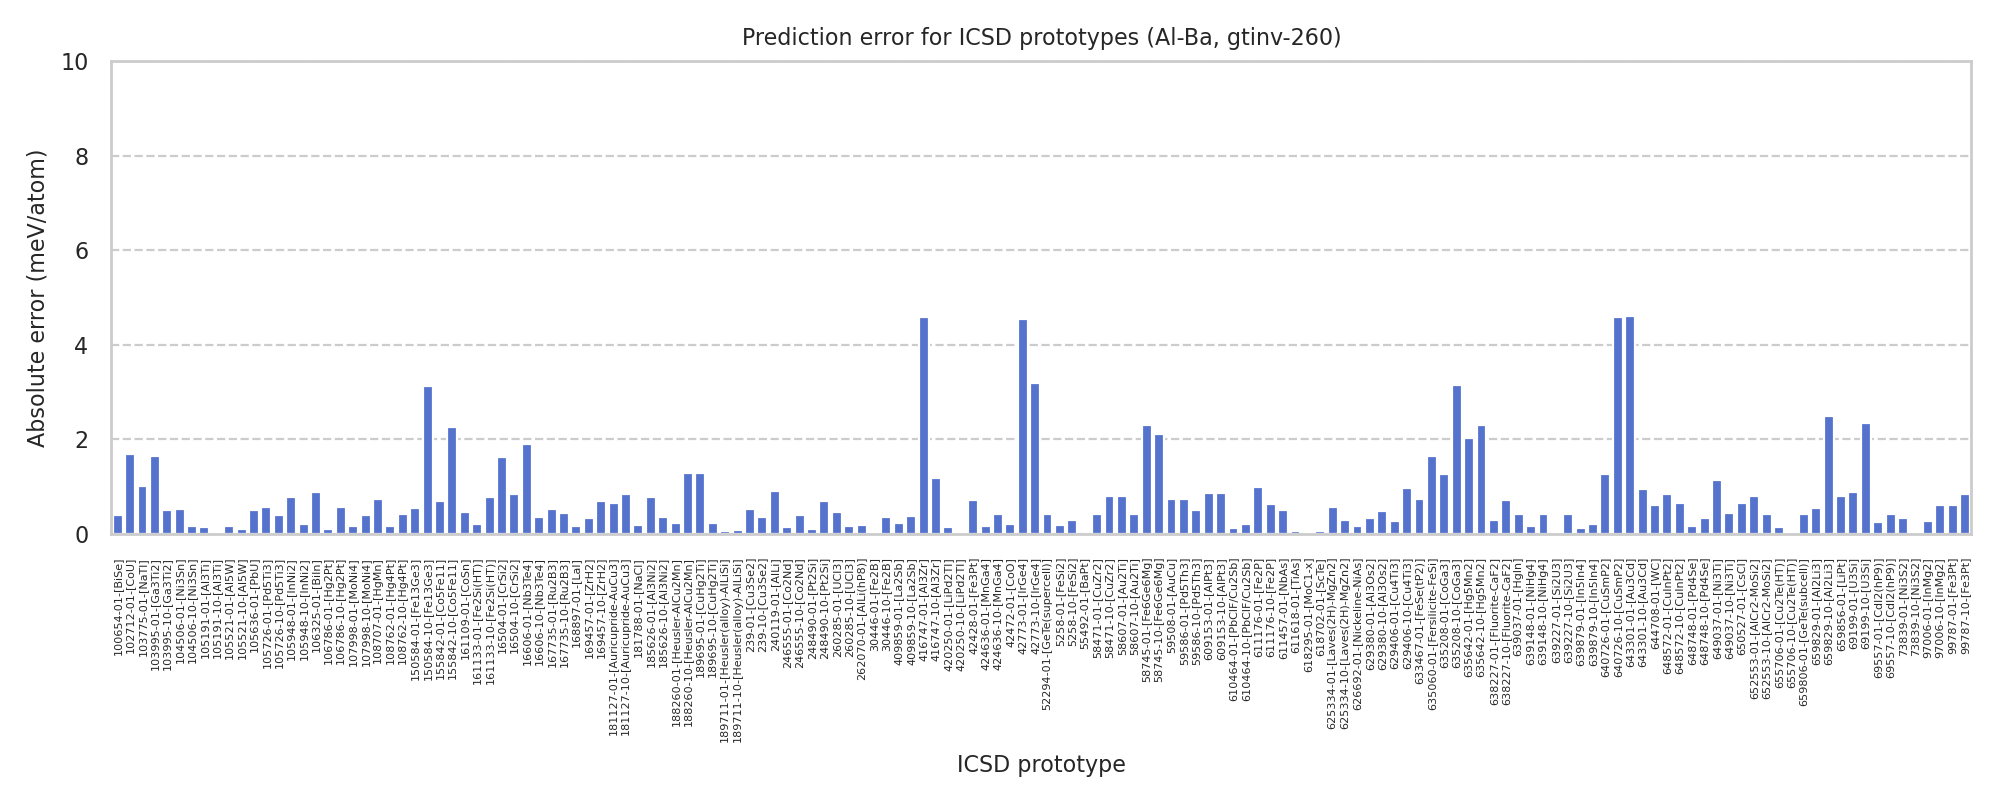 Prediction error for ICSD prototypes (Al-Ba, gtinv-260)
10
8
6
4
2
0
Absolute error (meV/atom)
100654-01-[BiSe]
102712-01-[CoU]
103775-01-[NaTl]
103995-01-[Ga3Ti2]
103995-10-[Ga3Ti2]
104506-01-[Ni3Sn]
104506-10-[Ni3Sn]
105191-01-[Al3Ti]
105191-10-[Al3Ti]
105521-01-[Al5W]
105521-10-[Al5W]
105636-01-[PbU]
105726-01-[Pd5Ti3]
105726-10-[Pd5Ti3]
105948-01-[InNi2]
105948-10-[InNi2]
106325-01-[BiIn]
106786-01-[Hg2Pt]
106786-10-[Hg2Pt]
107998-01-[MoNi4]
107998-10-[MoNi4]
108707-01-[HgMn]
108762-01-[Hg4Pt]
108762-10-[Hg4Pt]
150584-01-[Fe13Ge3]
150584-10-[Fe13Ge3]
155842-01-[Co5Fe11]
155842-10-[Co5Fe11]
161109-01-[CoSn]
161133-01-[Fe2Si(HT)]
161133-10-[Fe2Si(HT)]
16504-01-[CrSi2]
16504-10-[CrSi2]
16606-01-[Nb3Te4]
16606-10-[Nb3Te4]
167735-01-[Ru2B3]
167735-10-[Ru2B3]
168897-01-[LaI]
169457-01-[ZrH2]
169457-10-[ZrH2]
181127-01-[Auricupride-AuCu3]
181127-10-[Auricupride-AuCu3]
181788-01-[NaCl]
185626-01-[Al3Ni2]
185626-10-[Al3Ni2]
188260-01-[Heusler-AlCu2Mn]
188260-10-[Heusler-AlCu2Mn]
189695-01-[CuHg2Ti]
189695-10-[CuHg2Ti]
189711-01-[Heusler(alloy)-AlLiSi]
189711-10-[Heusler(alloy)-AlLiSi]
239-01-[Cu3Se2]
239-10-[Cu3Se2]
240119-01-[AlLi]
246555-01-[Co2Nd]
246555-10-[Co2Nd]
248490-01-[Pt2Si]
248490-10-[Pt2Si]
260285-01-[UCl3]
260285-10-[UCl3]
262070-01-[AlLi(hP8)]
30446-01-[Fe2B]
30446-10-[Fe2B]
409859-01-[La2Sb]
409859-10-[La2Sb]
416747-01-[Al3Zr]
416747-10-[Al3Zr]
420250-01-[LiPd2Tl]
420250-10-[LiPd2Tl]
42428-01-[Fe3Pt]
424636-01-[MnGa4]
424636-10-[MnGa4]
42472-01-[CoO]
42773-01-[IrGe4]
42773-10-[IrGe4]
52294-01-[GeTe(supercell)]
5258-01-[FeSi2]
5258-10-[FeSi2]
55492-01-[BaPt]
58471-01-[CuZr2]
58471-10-[CuZr2]
58607-01-[Au2Ti]
58607-10-[Au2Ti]
58745-01-[Fe6Ge6Mg]
58745-10-[Fe6Ge6Mg]
59508-01-[AuCu]
59586-01-[Pd5Th3]
59586-10-[Pd5Th3]
609153-01-[AlPt3]
609153-10-[AlPt3]
610464-01-[PbClF/Cu2Sb]
610464-10-[PbClF/Cu2Sb]
611176-01-[Fe2P]
611176-10-[Fe2P]
611457-01-[NbAs]
611618-01-[TiAs]
618295-01-[MoC1-x]
618702-01-[ScTe]
625334-01-[Laves(2H)-MgZn2]
625334-10-[Laves(2H)-MgZn2]
626692-01-[Nickeline-NiAs]
629380-01-[Al3Os2]
629380-10-[Al3Os2]
629406-01-[Cu4Ti3]
629406-10-[Cu4Ti3]
633467-01-[FeSe(tP2)]
635060-01-[Fersilicite-FeSi]
635208-01-[CoGa3]
635208-10-[CoGa3]
635642-01-[Hg5Mn2]
635642-10-[Hg5Mn2]
638227-01-[Fluorite-CaF2]
638227-10-[Fluorite-CaF2]
639037-01-[HgIn]
639148-01-[NiHg4]
639148-10-[NiHg4]
639227-01-[Si2U3]
639227-10-[Si2U3]
639879-01-[In5In4]
639879-10-[In5In4]
640726-01-[CuSmP2]
640726-10-[CuSmP2]
643301-01-[Au3Cd]
643301-10-[Au3Cd]
644708-01-[WC]
648572-01-[CuInPt2]
648572-10-[CuInPt2]
648748-01-[Pd4Se]
648748-10-[Pd4Se]
649037-01-[Ni3Ti]
649037-10-[Ni3Ti]
650527-01-[CsCl]
652553-01-[AlCr2-MoSi2]
652553-10-[AlCr2-MoSi2]
655706-01-[Cu2Te(HT)]
655706-10-[Cu2Te(HT)]
659806-01-[GeTe(subcell)]
659829-01-[Al2Li3]
659829-10-[Al2Li3]
659856-01-[LiPt]
69199-01-[U3Si]
69199-10-[U3Si]
69557-01-[CdI2(hP9)]
69557-10-[CdI2(hP9)]
73839-01-[Ni3S2]
73839-10-[Ni3S2]
97006-01-[InMg2]
97006-10-[InMg2]
99787-01-[Fe3Pt]
99787-10-[Fe3Pt]
ICSD prototype